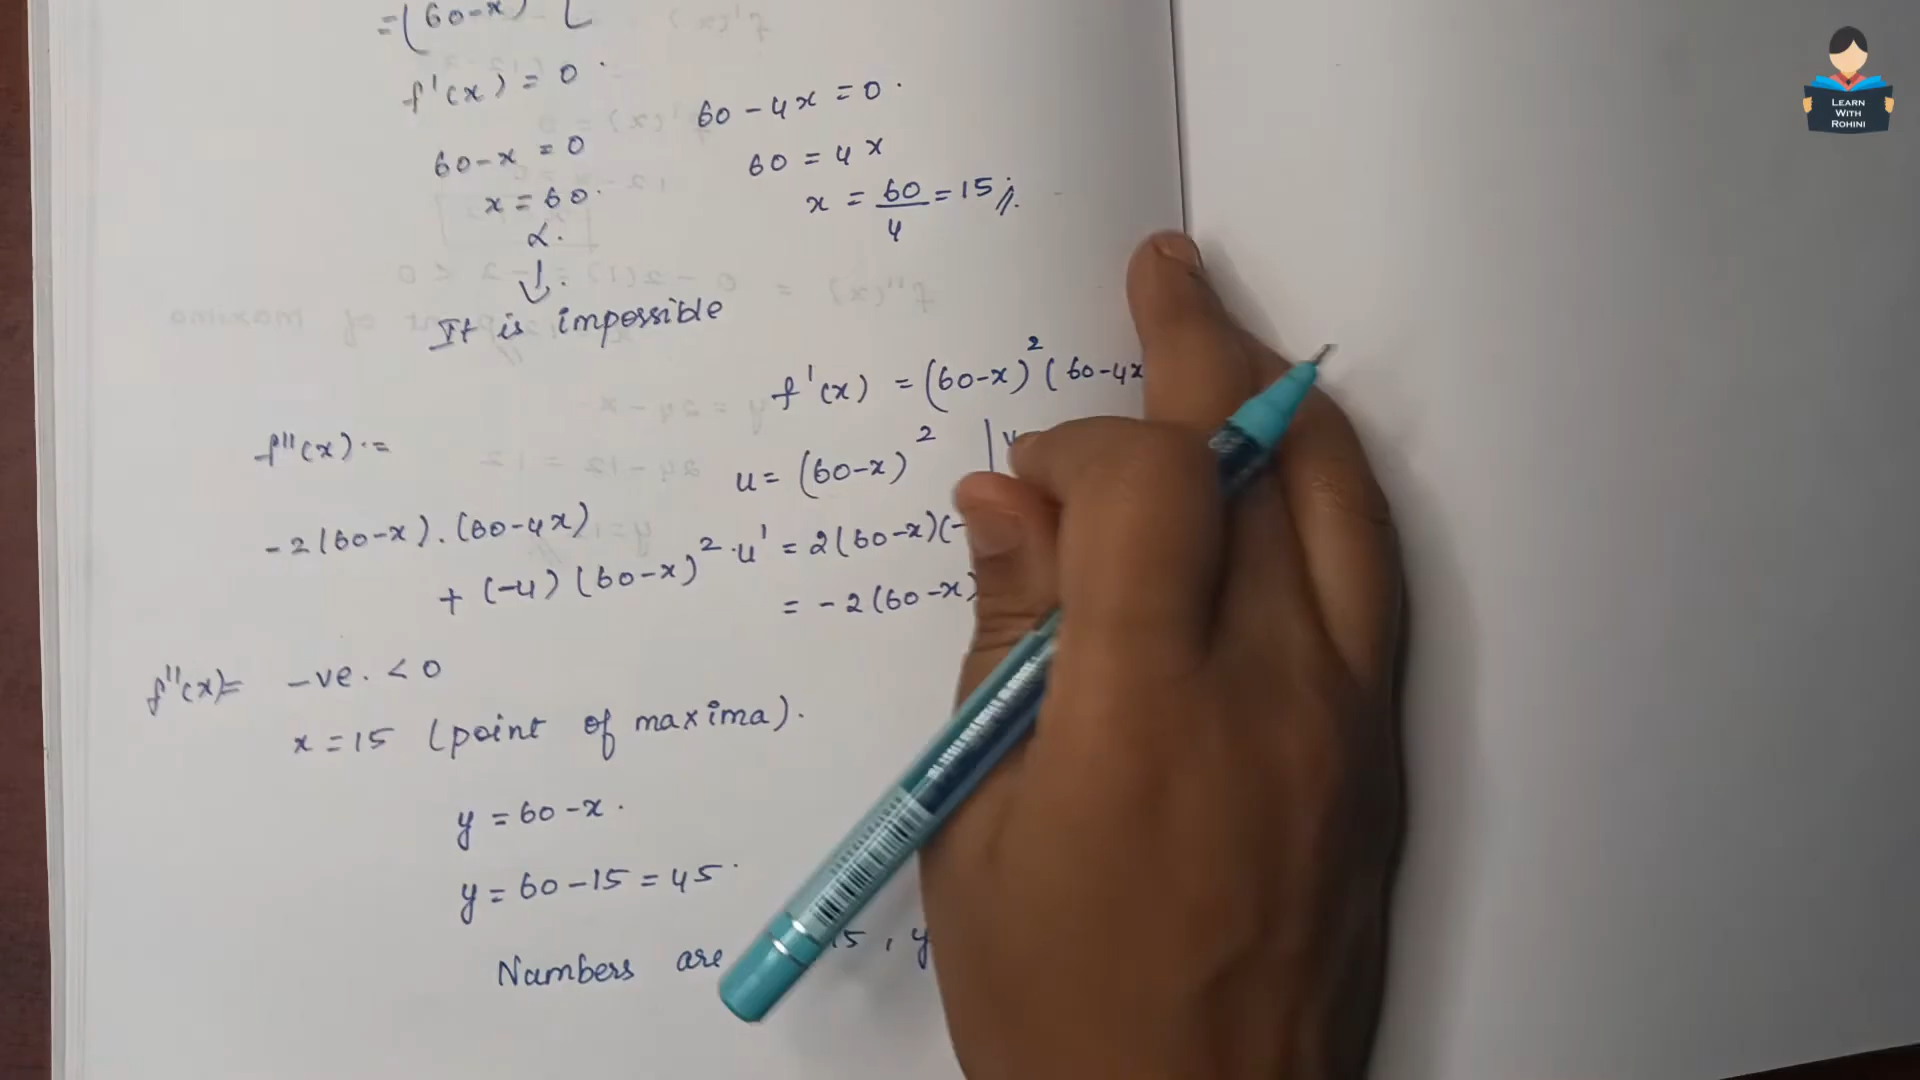 =(60-x) [
f'(x) = 0
60-x = 0
x = 60.
60-4x = 0.
60 = 4x
x = 60/4 = 15//.
It is impossible
f'(x) = (60-x)² (60-4x
f''(x) =
u = (60-x)² | v
-2(60-x).(60-4x)
+ (-4) (60-x)².
u' = 2(60-x)(-
= -2(60-x)
f''(x)= -ve. < 0
x = 15 (point of maxima).
y = 60-x.
y = 60-15 = 45.
Numbers are 15, y
LEARN
WITH
ROHINI